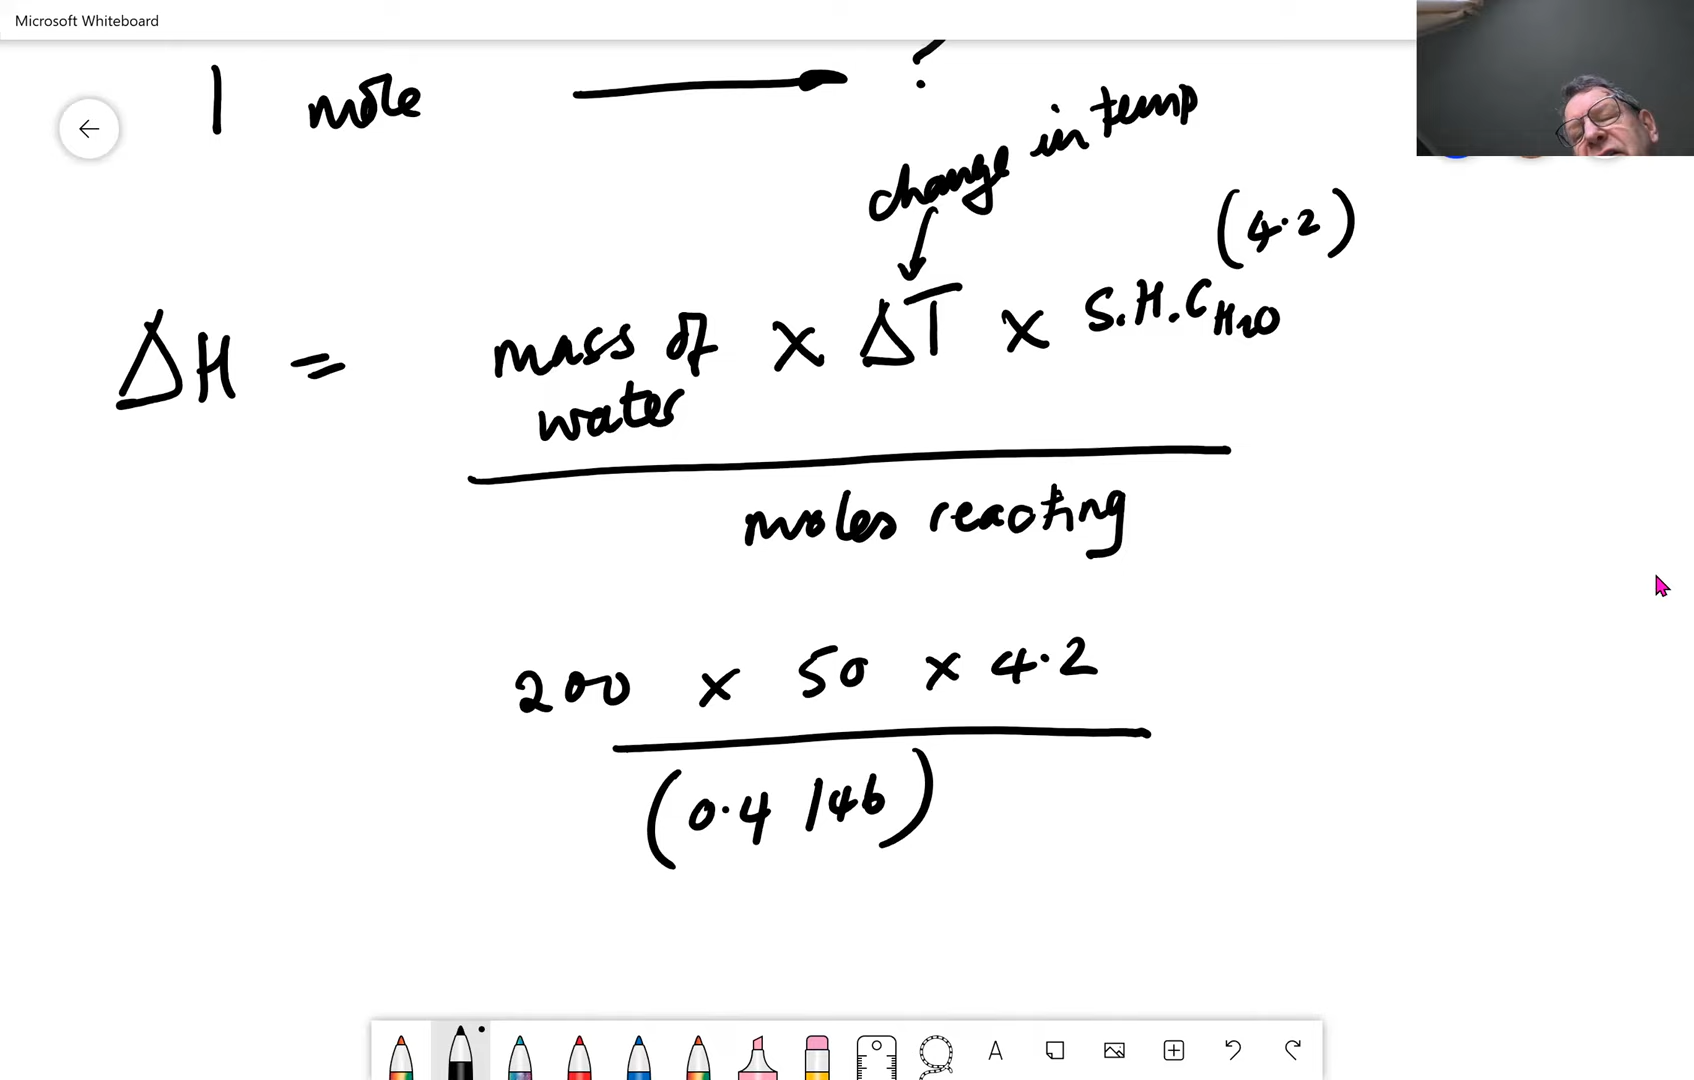 Microsoft Whiteboard
1 mole ⟶ ?
change in temp
(4.2)
ΔH = mass of water × ΔT × S.H.C H2O
moles reacting
200 × 50 × 4.2
(0.4 / 46)
A